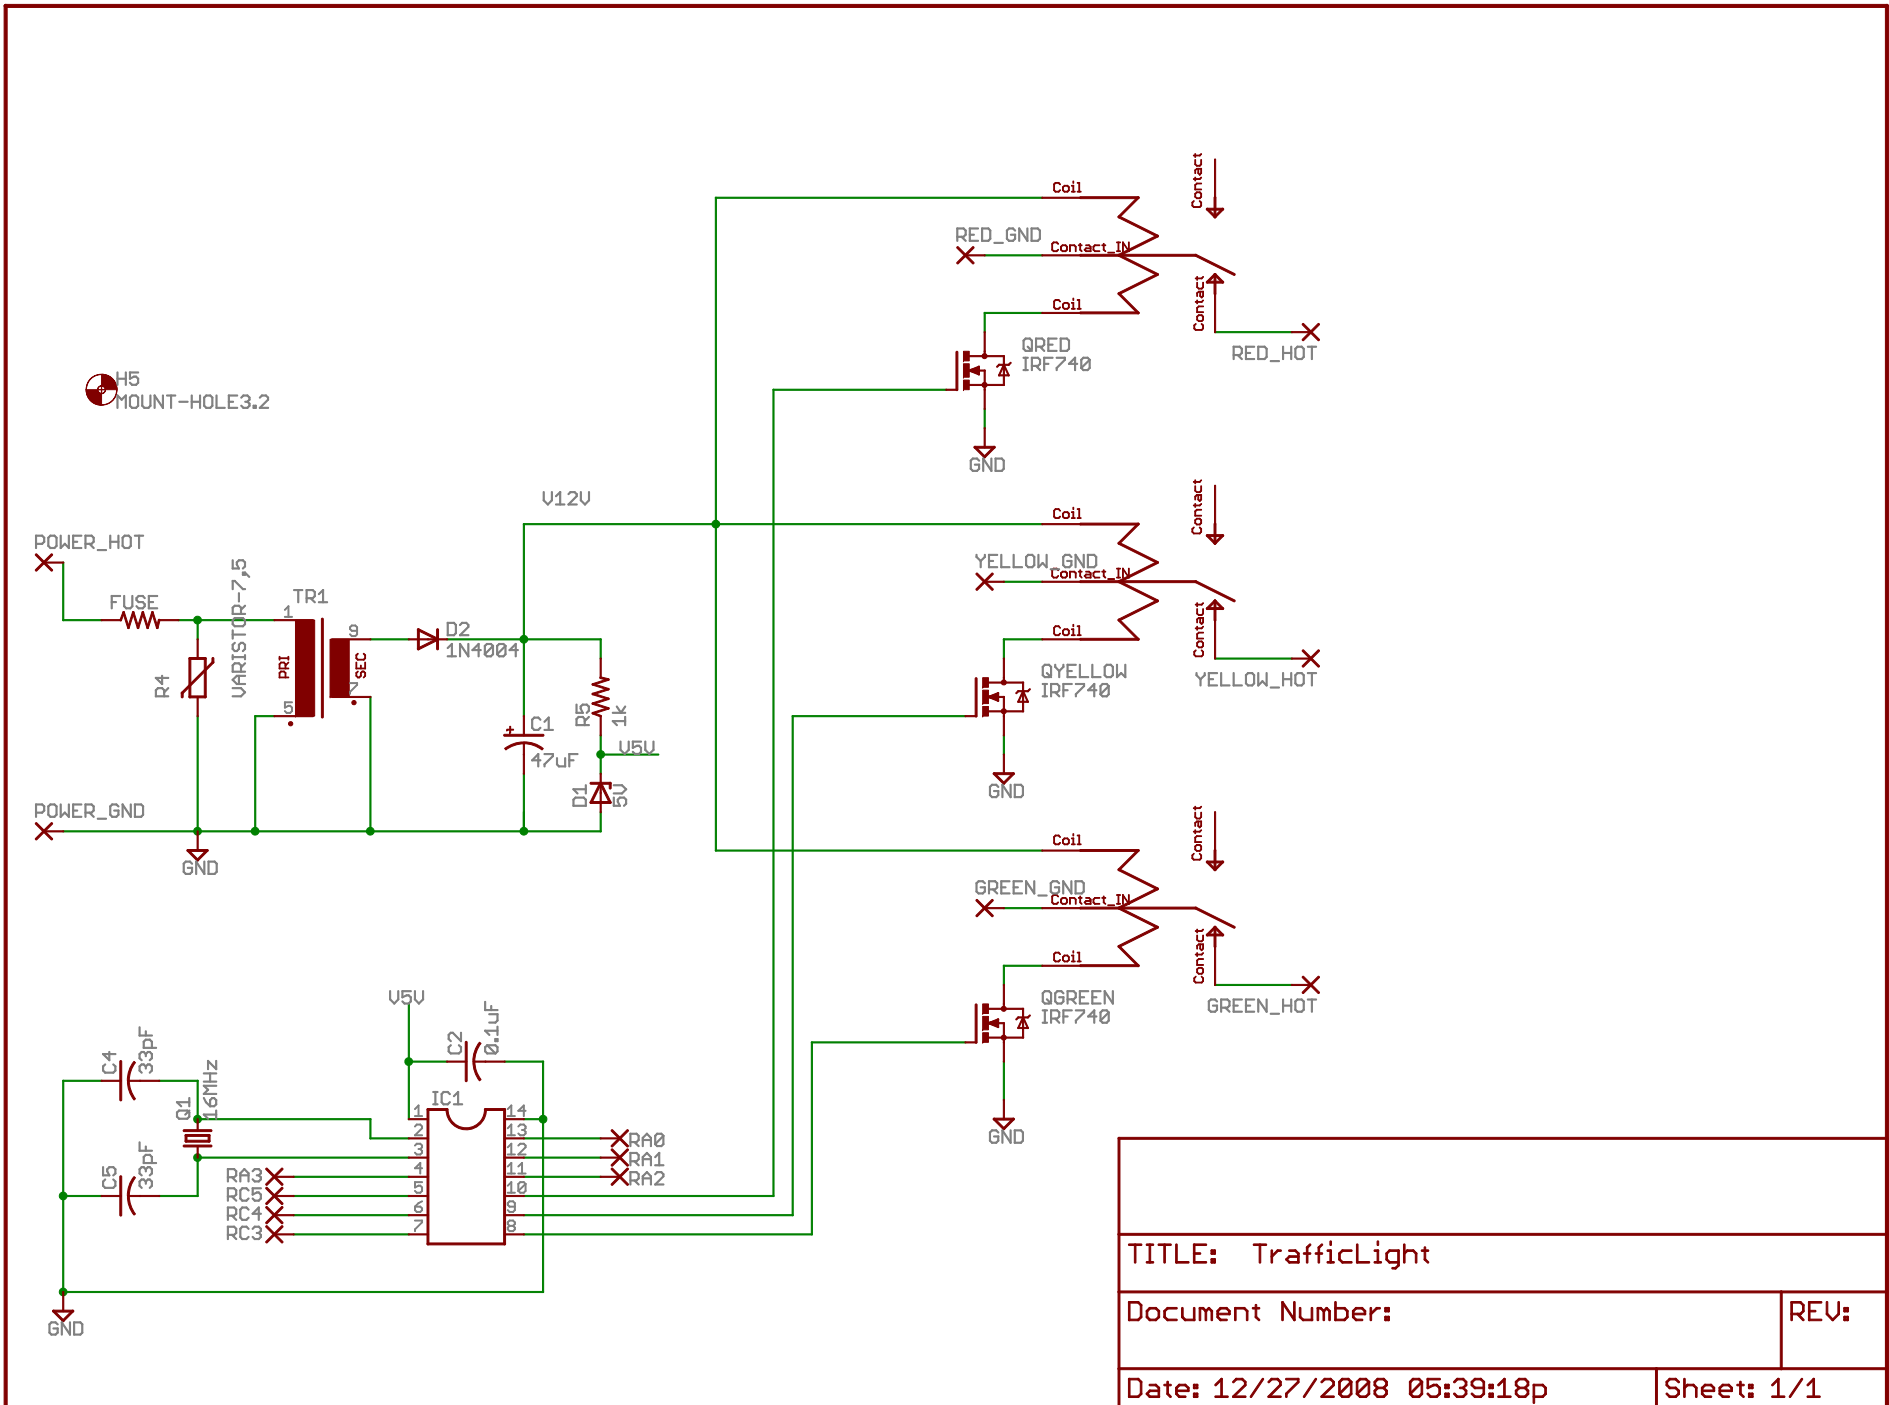 Contact
Coil
RED_GND
Contact_IN
Contact
Coil
QRED
IRF740
RED_HOT
H5
MOUNT-HOLE3.2
GND
V12V
Contact
Coil
POWER_HOT
YELLOW_GND
Contact_IN
VARISTOR-7,5
FUSE
TR1
1
9
D2
1N4004
Contact
Coil
PRI
SEC
R4
7
5
QYELLOW
IRF740
YELLOW_HOT
R5
1k
C1
+
47uF
V5V
D1
5V
GND
POWER_GND
GND
Contact
Coil
GREEN_GND
Contact_IN
Contact
Coil
V5V
QGREEN
IRF740
GREEN_HOT
C2
0.1uF
C4
33pF
Q1
16MHz
IC1
1
14
2
13
RA0
3
12
RA1
C5
33pF
RA3
4
11
RA2
RC5
5
10
RC4
6
9
RC3
7
8
GND
GND
TITLE: TrafficLight
Document Number:
REV:
Date: 12/27/2008 05:39:18p
Sheet: 1/1